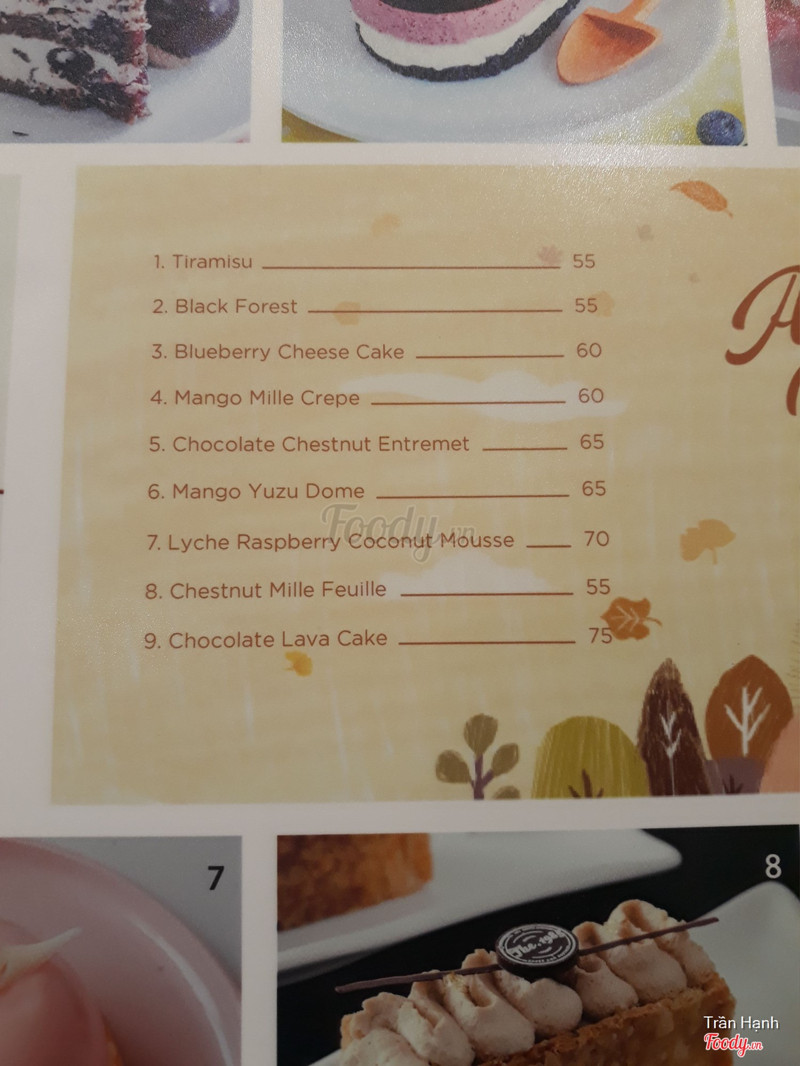 1. Tiramisu 55
2. Black Forest 55
3. Blueberry Cheese Cake 60
4. Mango Mille Crepe 60
5. Chocolate Chestnut Entremet 65
6. Mango Yuzu Dome 65
Foody.vn
7. Lyche Raspberry Coconut Mousse 70
8. Chestnut Mille Feuille 55
9. Chocolate Lava Cake 75
7
8
Trần Hạnh
Foody.vn